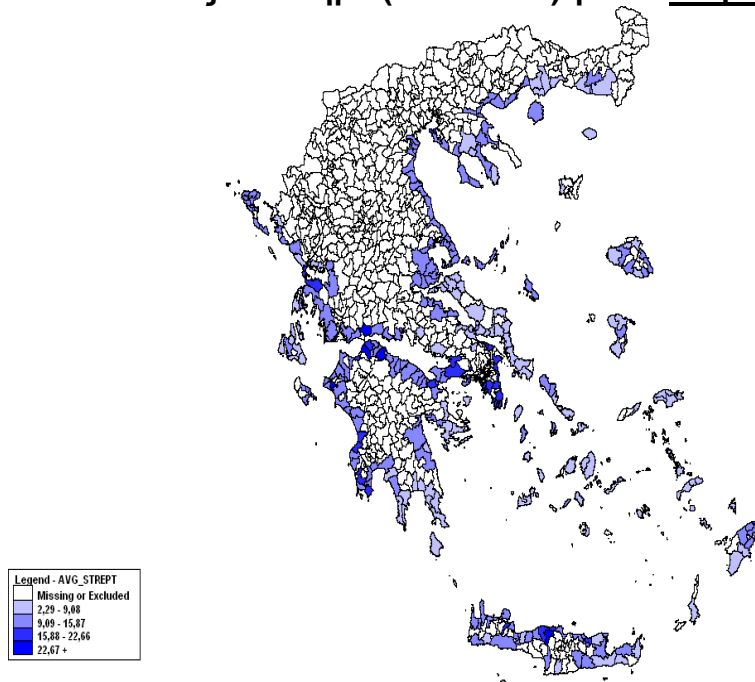 Legend - AVG_STREPT
Missing or Excluded
2,29 - 9,08
9,09 - 15,87
15,88 - 22,66
22,67 +